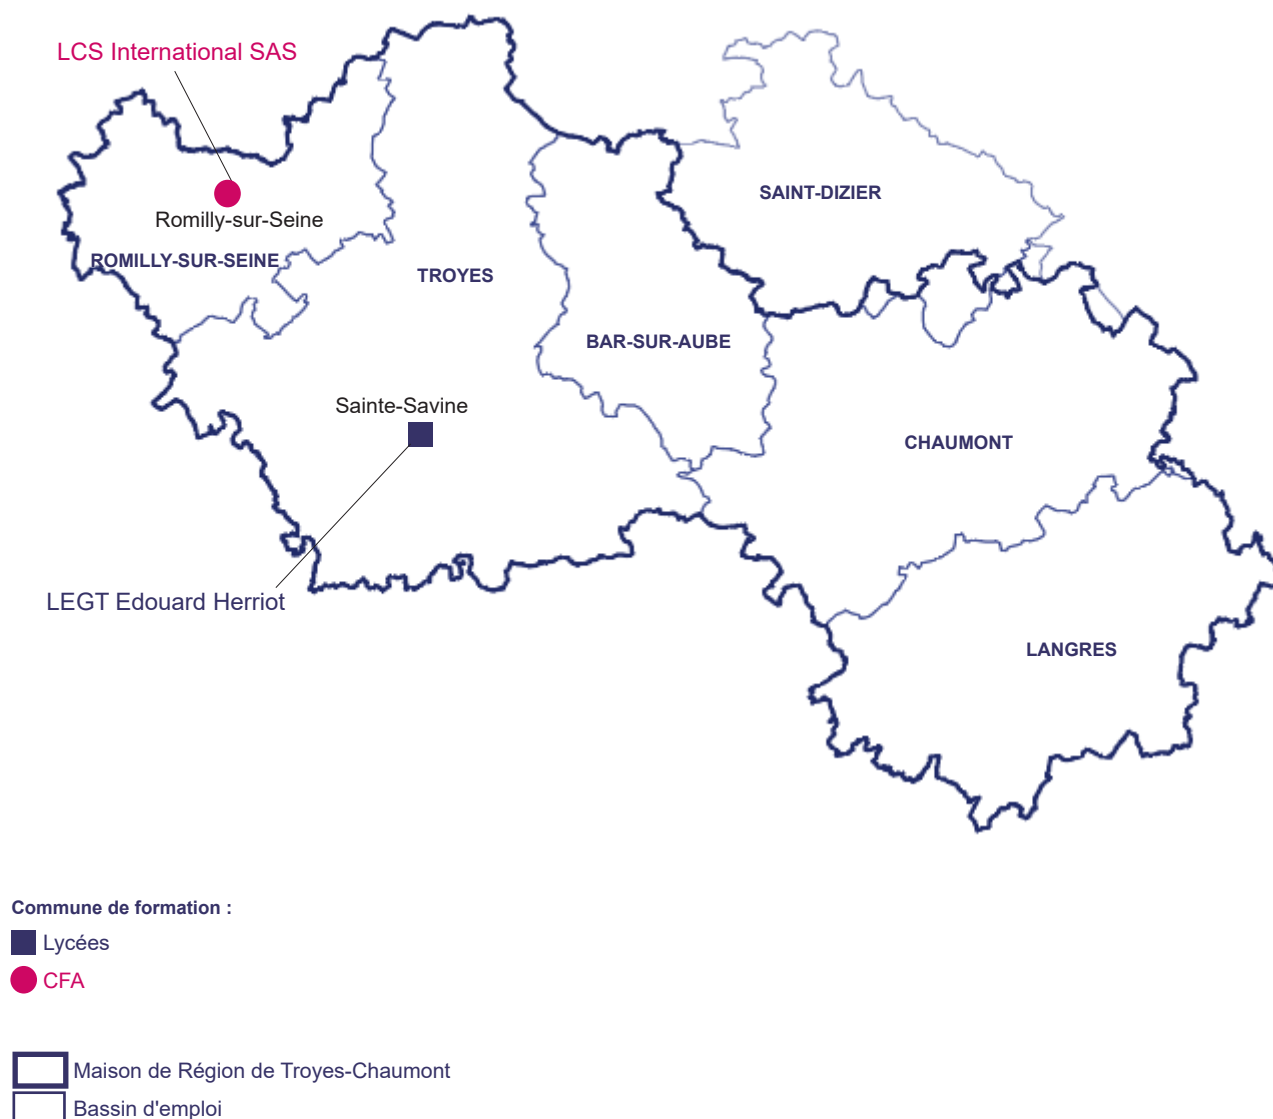 LCS International SAS
Romilly-sur-Seine
ROMILLY-SUR-SEINE
SAINT-DIZIER
TROYES
BAR-SUR-AUBE
Sainte-Savine
CHAUMONT
LEGT Edouard Herriot
LANGRES
Commune de formation :
Lycées
CFA
Maison de Région de Troyes-Chaumont
Bassin d'emploi